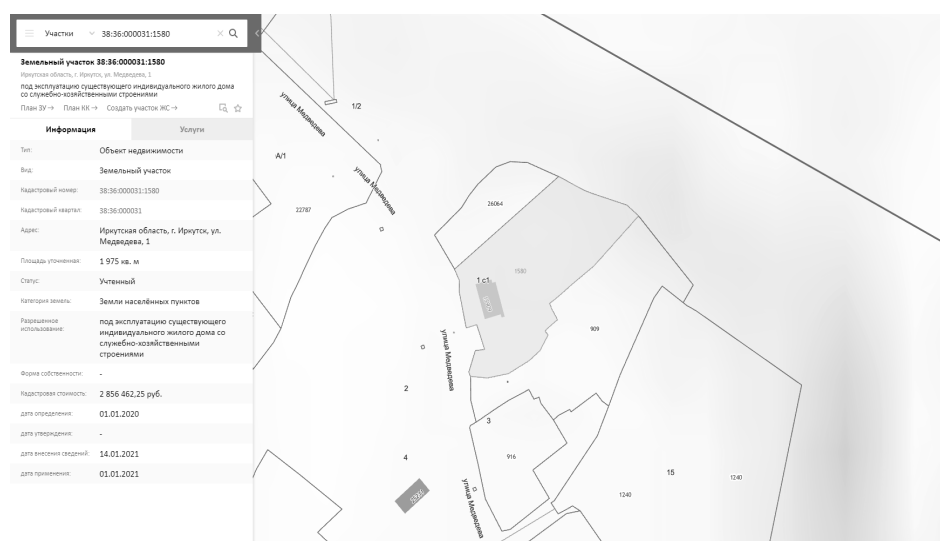 Участки
38:36:000031:1580
Земельный участок 38:36:000031:1580
Иркутская область, г. Иркутск, ул. Медведева, 1
под эксплуатацию существующего индивидуального жилого дома
со служебно-хозяйственными строениями
План ЗУ → План КК → Создать участок ЖС →
Информация
Услуги
Тип: Объект недвижимости
Вид: Земельный участок
Кадастровый номер: 38:36:000031:1580
Кадастровый квартал: 38:36:000031
Адрес: Иркутская область, г. Иркутск, ул.
Медведева, 1
Площадь уточненная: 1 975 кв. м
Статус: Учтенный
Категория земель: Земли населённых пунктов
Разрешенное
использование:
под эксплуатацию существующего
индивидуального жилого дома со
служебно-хозяйственными
строениями
Форма собственности: -
Кадастровая стоимость: 2 856 462,25 руб.
дата определения: 01.01.2020
дата утверждения: -
дата внесения сведений: 14.01.2021
дата применения: 01.01.2021
улица Медведева
1/2
А/1
улица Медведева
22787
26064
1580
1 с1
909
улица Медведева
2
3
4
916
15
1240
1240
улица Медведева